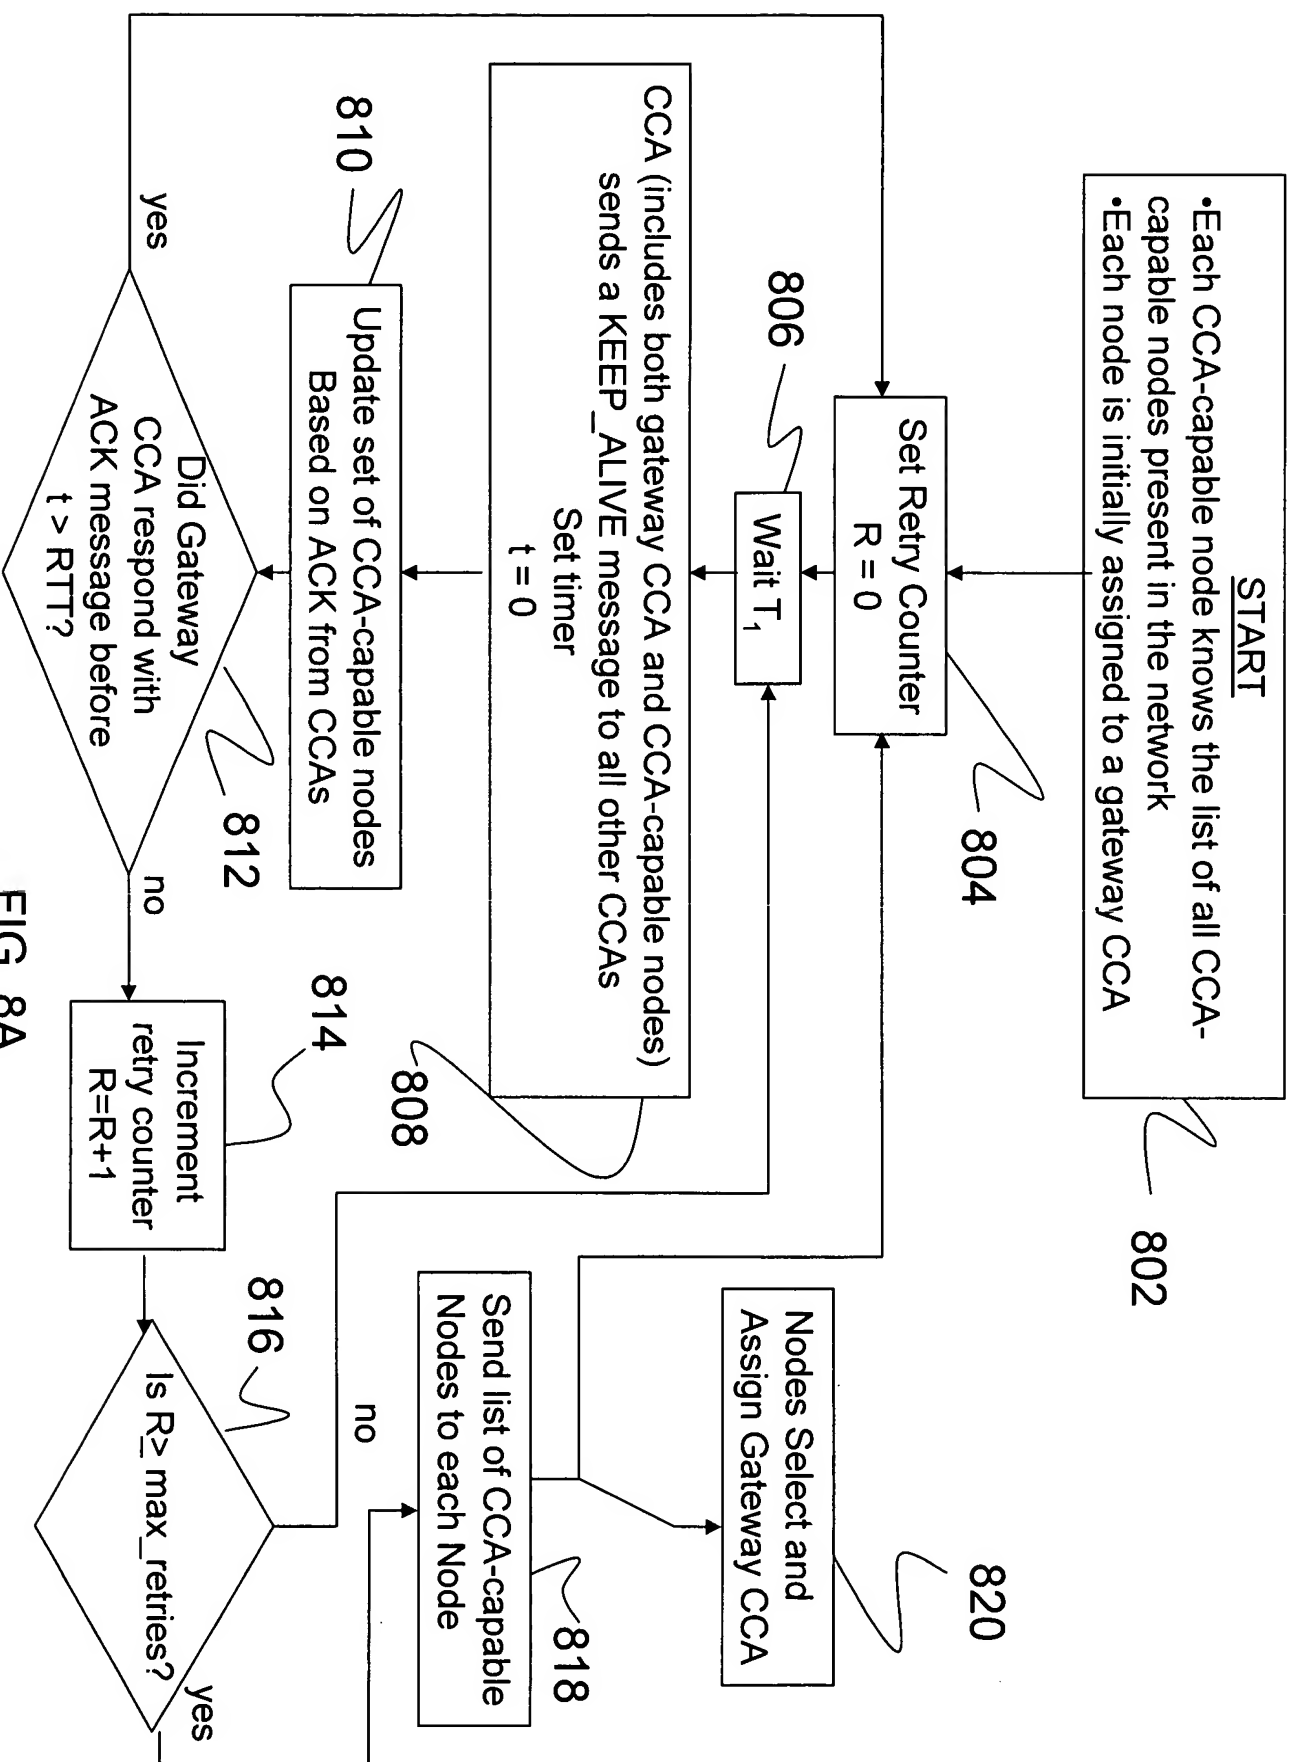 START
•Each CCA-capable node knows the list of all CCA-
capable nodes present in the network
•Each node is initially assigned to a gateway CCA
802
Set Retry Counter
R = 0
804
Wait T1
806
CCA (includes both gateway CCA and CCA-capable nodes)
sends a KEEP_ALIVE message to all other CCAs
Set timer
t = 0
808
Update set of CCA-capable nodes
Based on ACK from CCAs
810
Did Gateway
CCA respond with
ACK message before
t > RTT?
812
yes
no
Increment
retry counter
R=R+1
814
Is R> max_retries?
816
no
yes
Send list of CCA-capable
Nodes to each Node
818
Nodes Select and
Assign Gateway CCA
820
FIG 8A